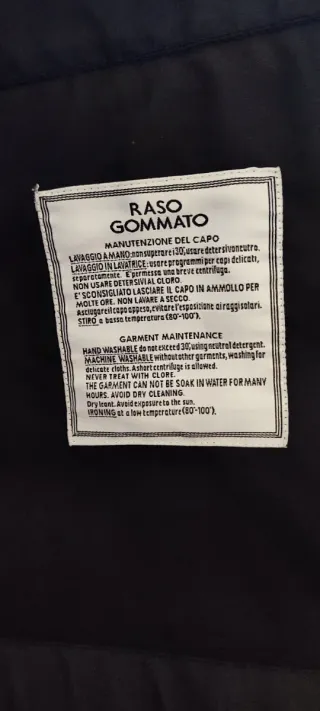 RASO
GOMMATO
MANUTENZIONE DEL CAPO
LAVAGGIO A MANO: non superare i 30°, usare detersivo neutro.
LAVAGGIO IN LAVATRICE: usare programmi per capi delicati,
separatamente. E' permessa una breve centrifuga.
NON USARE DETERSIVI AL CLORO.
E' SCONSIGLIATO LASCIARE IL CAPO IN AMMOLLO PER
MOLTE ORE. NON LAVARE A SECCO.
Asciugare il capo appeso, evitare l'esposizione ai raggi solari.
STIRO a bassa temperatura (80°-100°).
GARMENT MAINTENANCE
HAND WASHABLE do not exceed 30°, using neutral detergent.
MACHINE WASHABLE without other garments, washing for
delicate cloths. A short centrifuge is allowed.
NEVER TREAT WITH CLORE.
THE GARMENT CAN NOT BE SOAK IN WATER FOR MANY
HOURS. AVOID DRY CLEANING.
Dry leant. Avoid exposure to the sun.
IRONING at a low temperature (80°-100°).